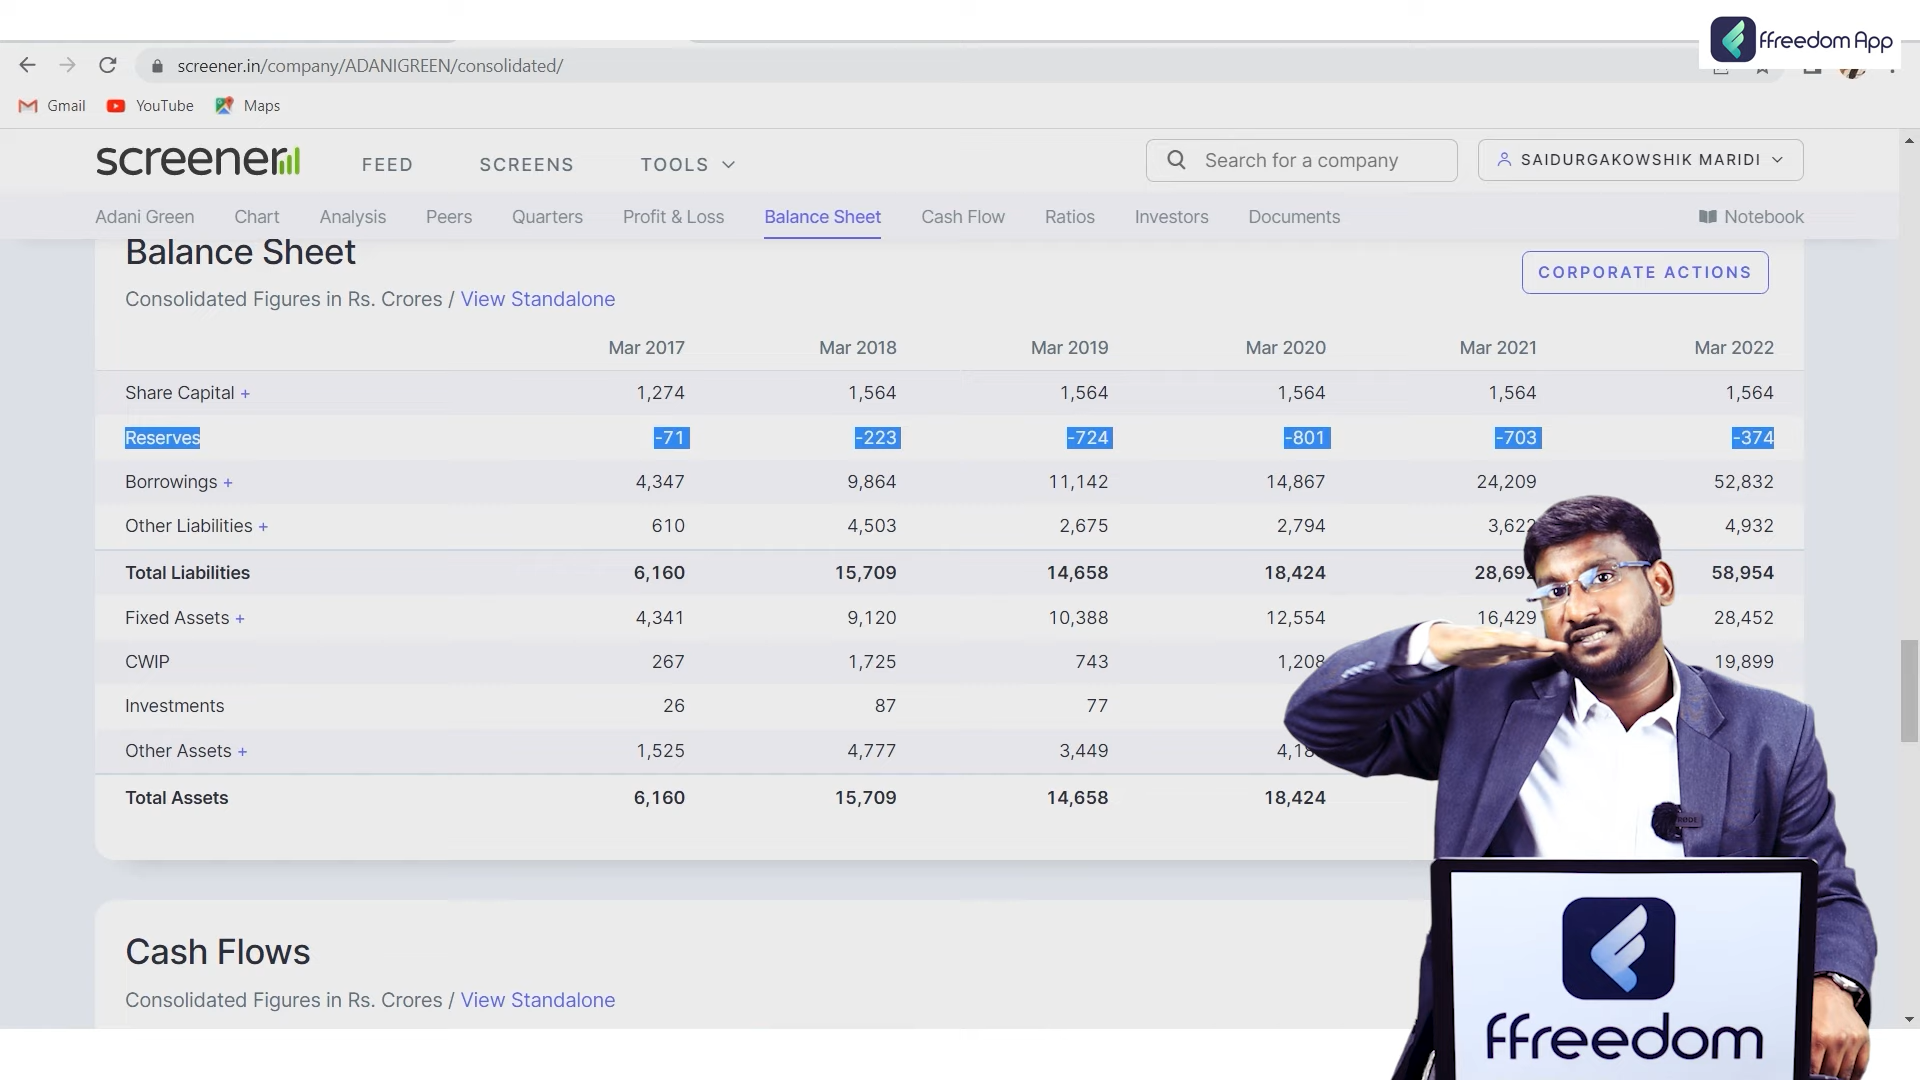 ffreedom App
screener.in/company/ADANIGREEN/consolidated/
Gmail YouTube Maps
screener FEED SCREENS TOOLS Search for a company SAIDURGAKOWSHIK MARIDI
Adani Green Chart Analysis Peers Quarters Profit & Loss Balance Sheet Cash Flow Ratios Investors Documents Notebook
Balance Sheet
CORPORATE ACTIONS
Consolidated Figures in Rs. Crores / View Standalone
Mar 2017 Mar 2018 Mar 2019 Mar 2020 Mar 2021 Mar 2022
Share Capital + 1,274 1,564 1,564 1,564 1,564 1,564
Reserves -71 -223 -724 -801 -703 -374
Borrowings + 4,347 9,864 11,142 14,867 24,209 52,832
Other Liabilities + 610 4,503 2,675 2,794 3,622 4,932
Total Liabilities 6,160 15,709 14,658 18,424 28,692 58,954
Fixed Assets + 4,341 9,120 10,388 12,554 16,429 28,452
CWIP 267 1,725 743 1,208 19,899
Investments 26 87 77
Other Assets + 1,525 4,777 3,449
Total Assets 6,160 15,709 14,658 18,424
Cash Flows
Consolidated Figures in Rs. Crores / View Standalone
ffreedom